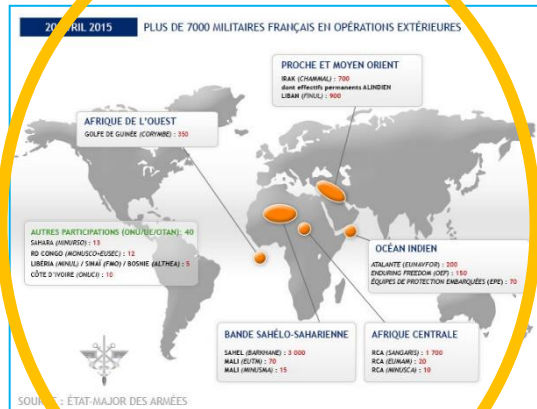 20 AVRIL 2015
PLUS DE 7000 MILITAIRES FRANÇAIS EN OPÉRATIONS EXTÉRIEURES
PROCHE ET MOYEN ORIENT
IRAK (CHAMMAL) : 700
dont effectifs permanents ALINDIEN
LIBAN (FINUL) : 900
AFRIQUE DE L'OUEST
GOLFE DE GUINÉE (CORYMBE) : 350
AUTRES PARTICIPATIONS (ONU/UE/OTAN): 40
SAHARA (MINURSO) : 13
RD CONGO (MONUSCO+EUSEC) : 12
LIBÉRIA (MINUL) / SINAÏ (FMO) / BOSNIE (ALTHEA) : 5
CÔTE D'IVOIRE (ONUCI) : 10
OCÉAN INDIEN
ATALANTE (EUNAVFOR) : 200
ENDURING FREEDOM (OEF) : 150
ÉQUIPES DE PROTECTION EMBARQUÉES (EPE) : 70
BANDE SAHÉLO-SAHARIENNE
SAHEL (BARKHANE) : 3 000
MALI (EUTM) : 70
MALI (MINUSMA) : 15
AFRIQUE CENTRALE
RCA (SANGARIS) : 1 700
RCA (EUMAM) : 20
RCA (MINUSCA) : 10
SOURCE : ÉTAT-MAJOR DES ARMÉES